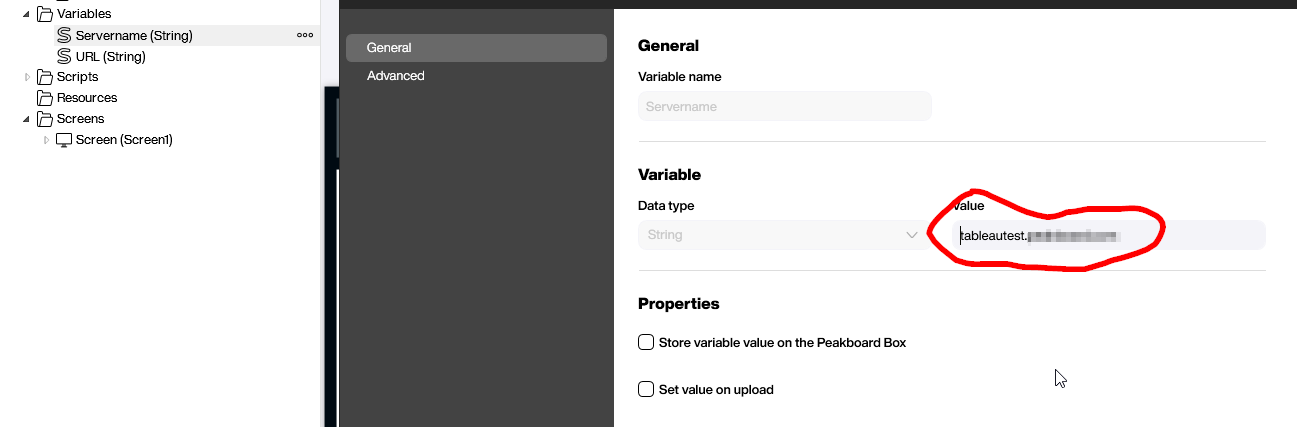 Variables
Servername (String)
URL (String)
Scripts
Resources
Screens
Screen (Screen1)
General
Advanced
General
Variable name
Servername
Variable
Data type
Value
String
tableautest.
Properties
Store variable value on the Peakboard Box
Set value on upload